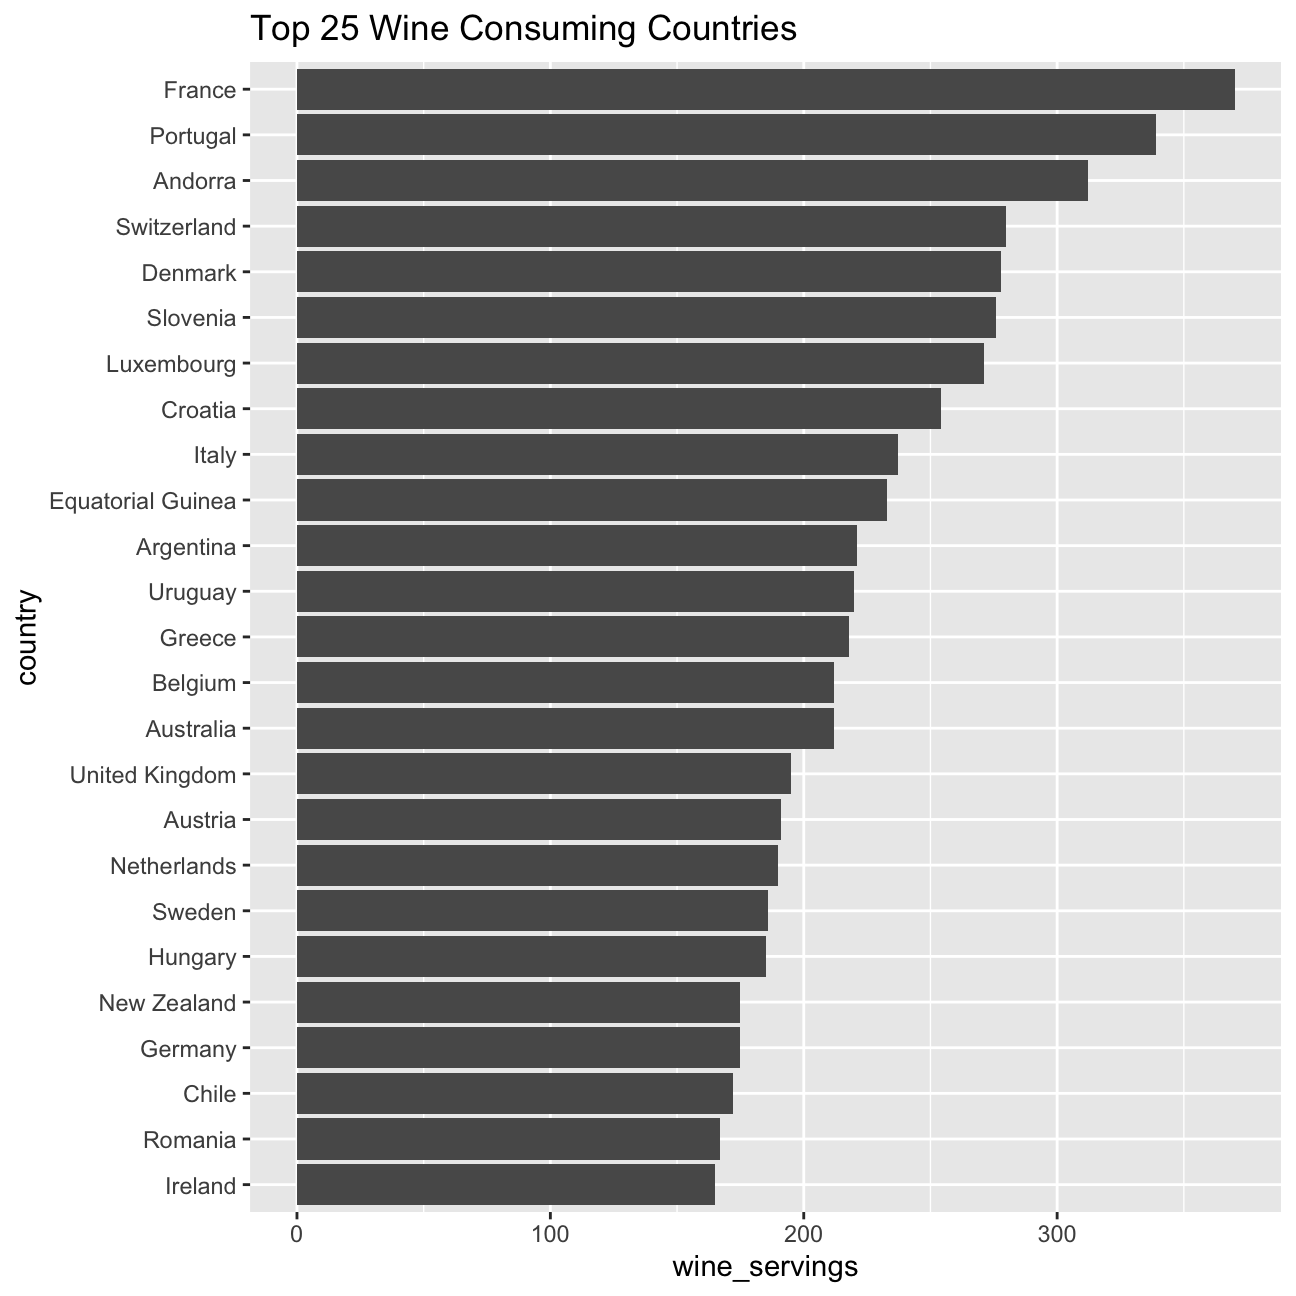 Top 25 Wine Consuming Countries
France
Portugal
Andorra
Switzerland
Denmark
Slovenia
Luxembourg
Croatia
Italy
Equatorial Guinea
Argentina
Uruguay
Greece
Belgium
Australia
United Kingdom
Austria
Netherlands
Sweden
Hungary
New Zealand
Germany
Chile
Romania
Ireland
country
0 100 200 300
wine_servings